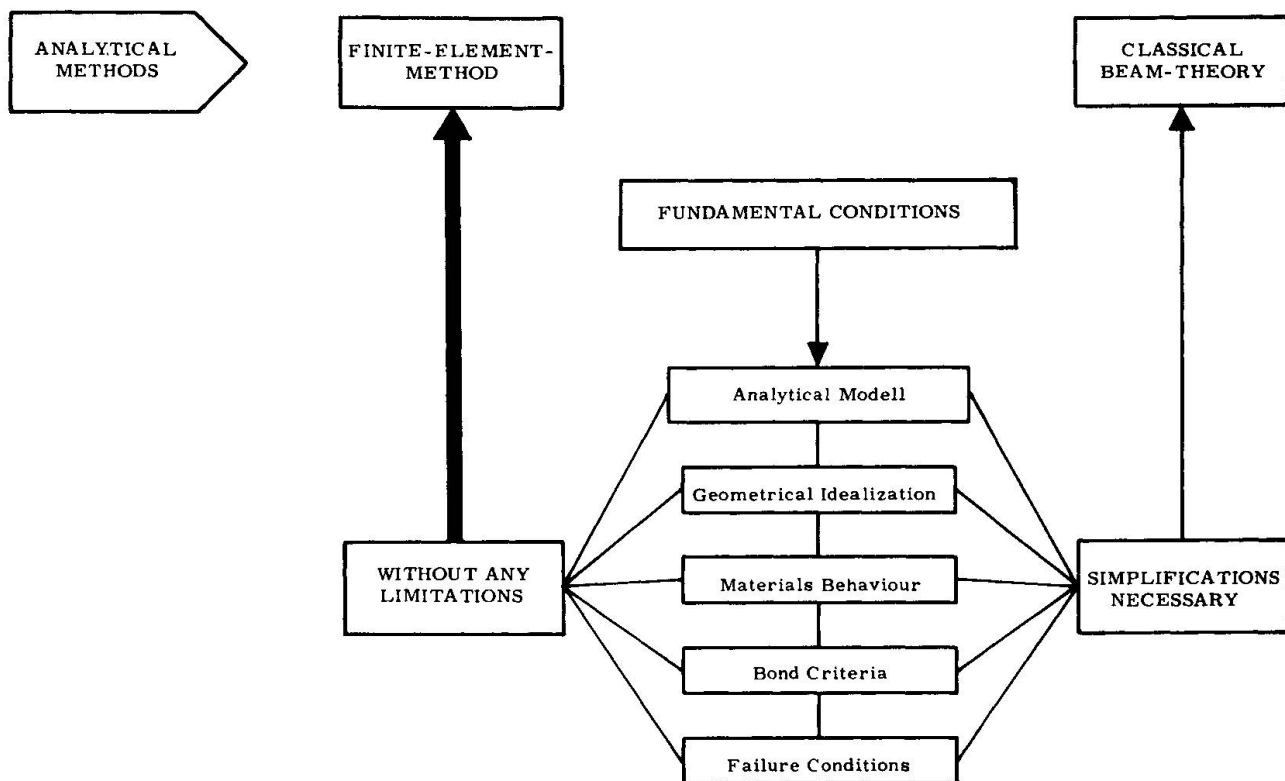 ANALYTICAL
METHODS
FINITE-ELEMENT-
METHOD
CLASSICAL
BEAM-THEORY
FUNDAMENTAL CONDITIONS
Analytical Modell
Geometrical Idealization
Materials Behaviour
Bond Criteria
Failure Conditions
WITHOUT ANY
LIMITATIONS
SIMPLIFICATIONS
NECESSARY